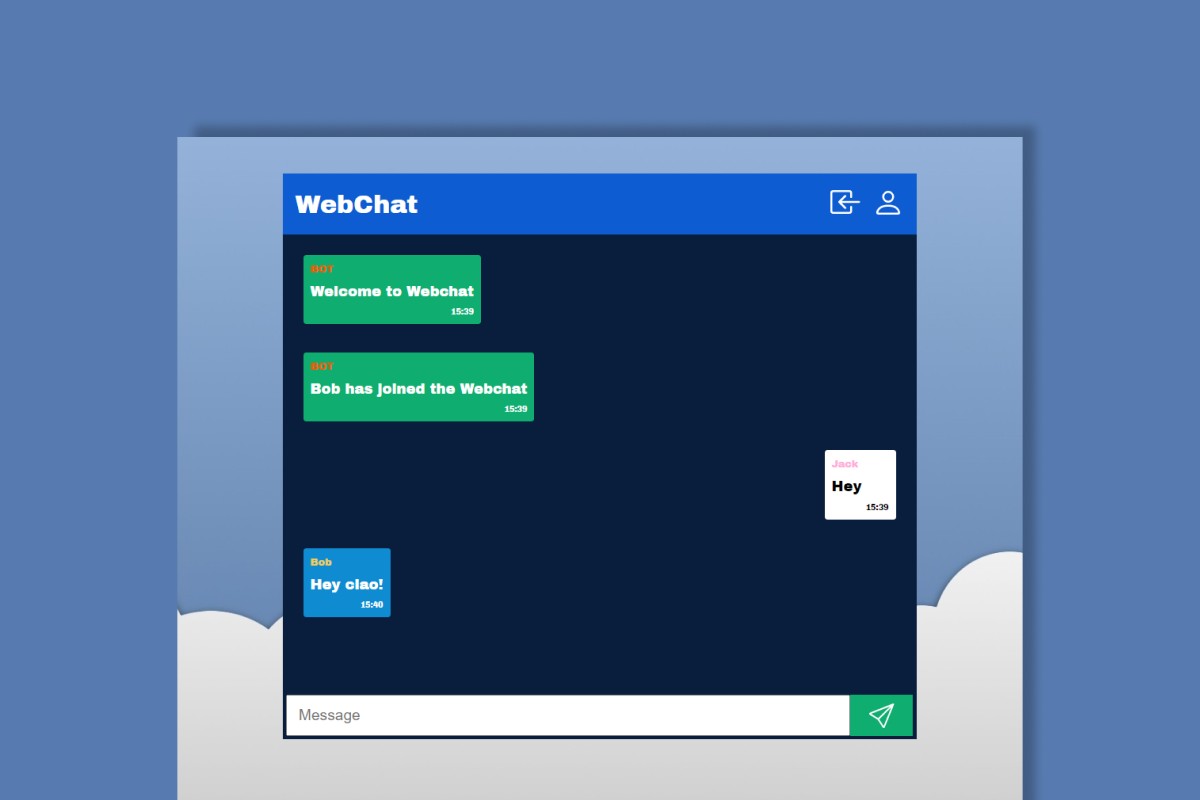 WebChat
BOT
Welcome to Webchat
15:39
BOT
Bob has joined the Webchat
15:39
Jack
Hey
15:39
Bob
Hey ciao!
15:40
Message